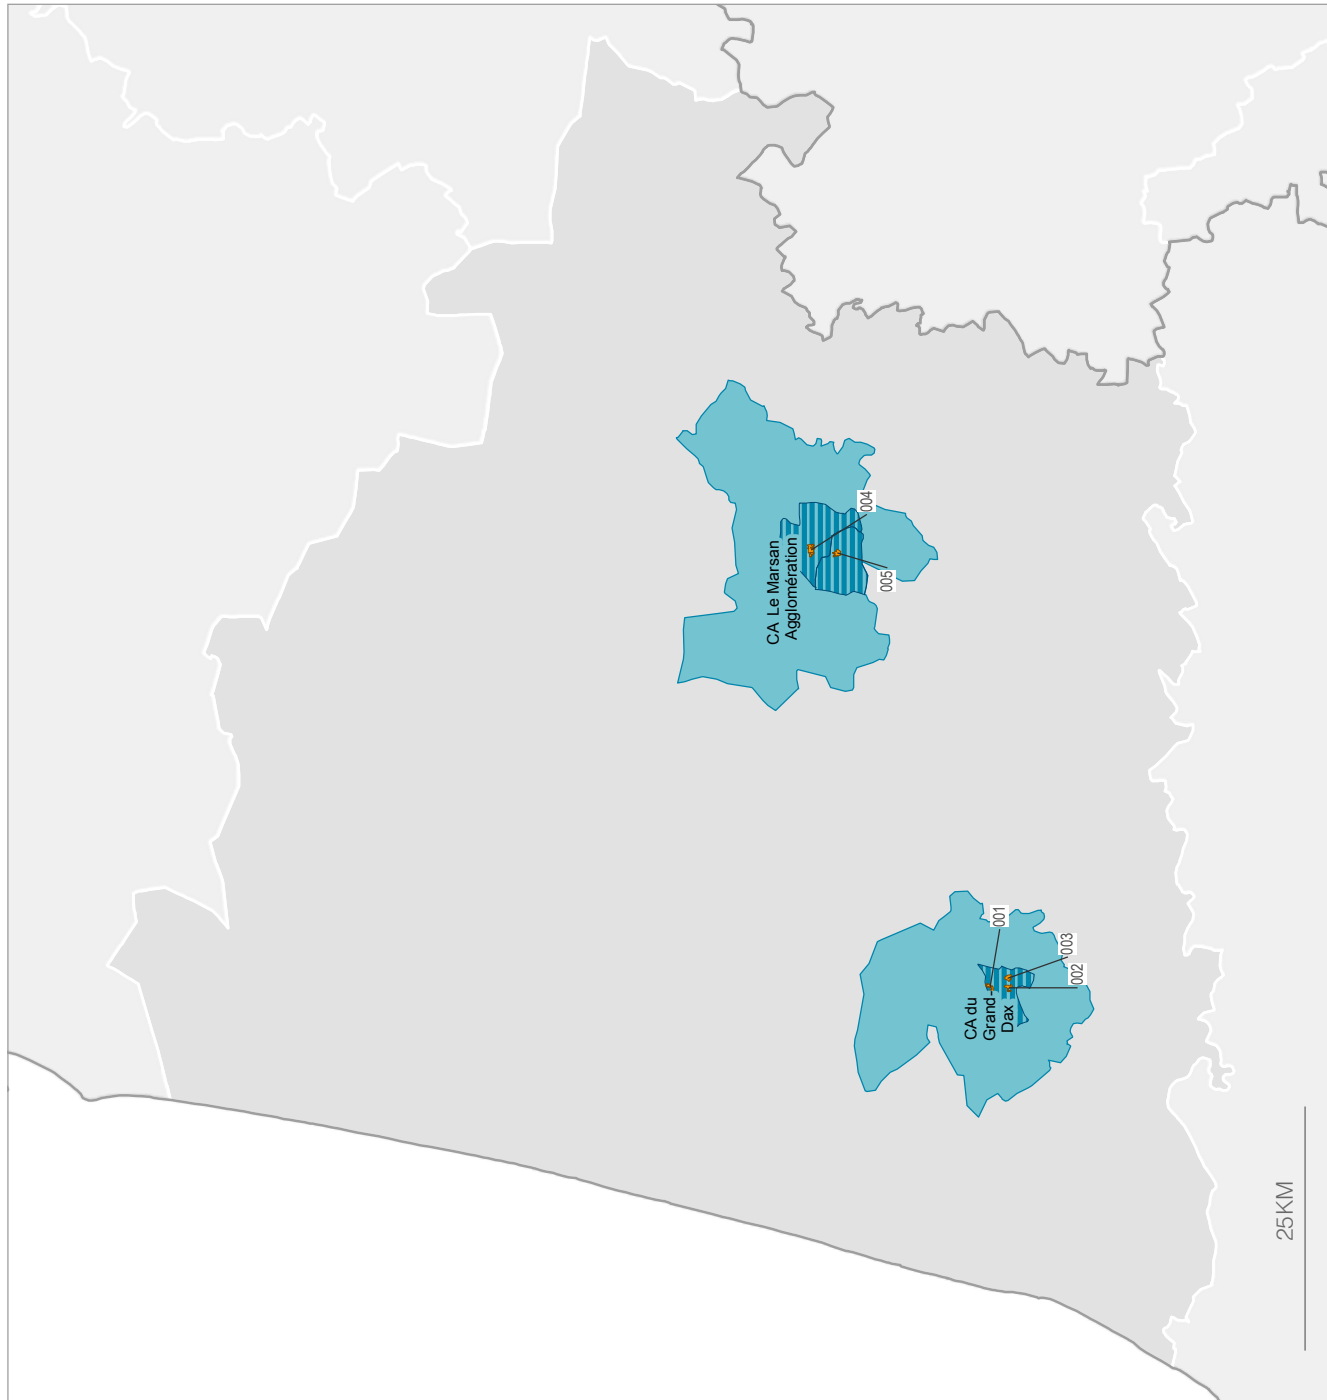 CA Le Marsan
Agglomération
004
005
CA du
Grand-
Dax
001
003
002
25KM